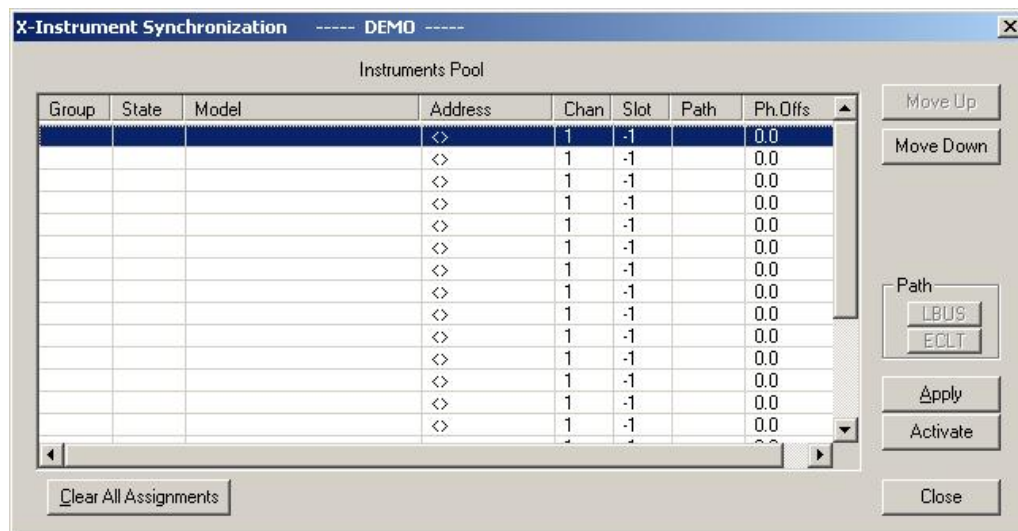 X-Instrument Synchronization ----- DEMO -----
Instruments Pool
Group State Model Address Chan Slot Path Ph.Offs
<> 1 -1 0.0
<> 1 -1 0.0
<> 1 -1 0.0
<> 1 -1 0.0
<> 1 -1 0.0
<> 1 -1 0.0
<> 1 -1 0.0
<> 1 -1 0.0
<> 1 -1 0.0
<> 1 -1 0.0
<> 1 -1 0.0
<> 1 -1 0.0
<> 1 -1 0.0
<> 1 -1 0.0
Move Up
Move Down
Path
LBUS
ECLT
Apply
Activate
Clear All Assignments
Close